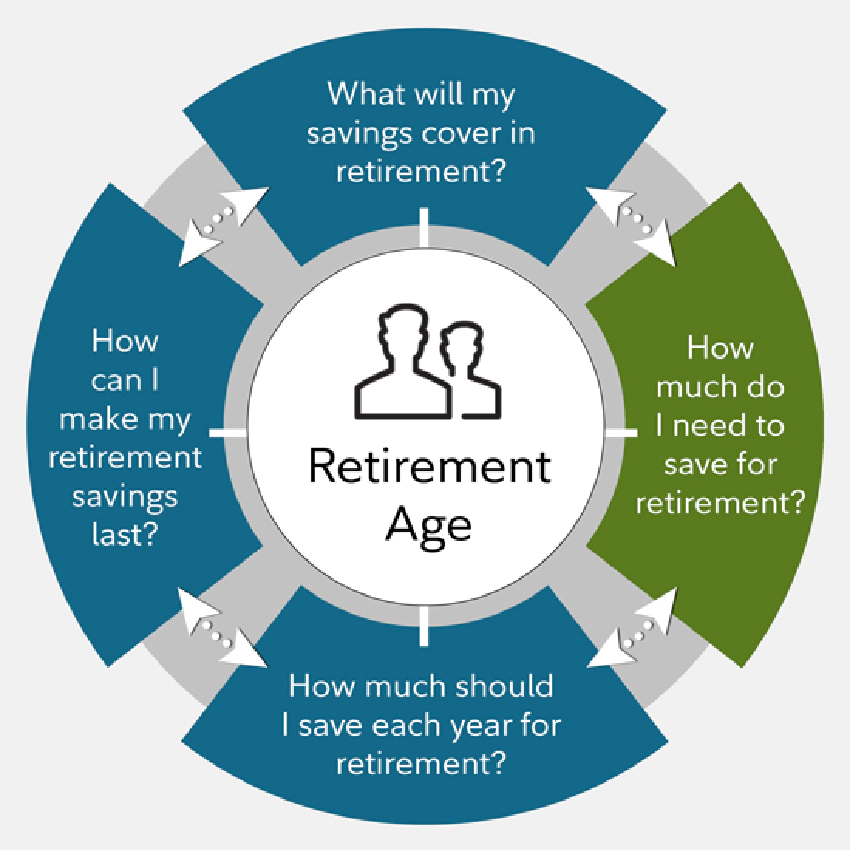 What will my
savings cover in
retirement?
How
can I
make my
retirement
savings
last?
Retirement
Age
How
much do
I need to
save for
retirement?
How much should
I save each year for
retirement?